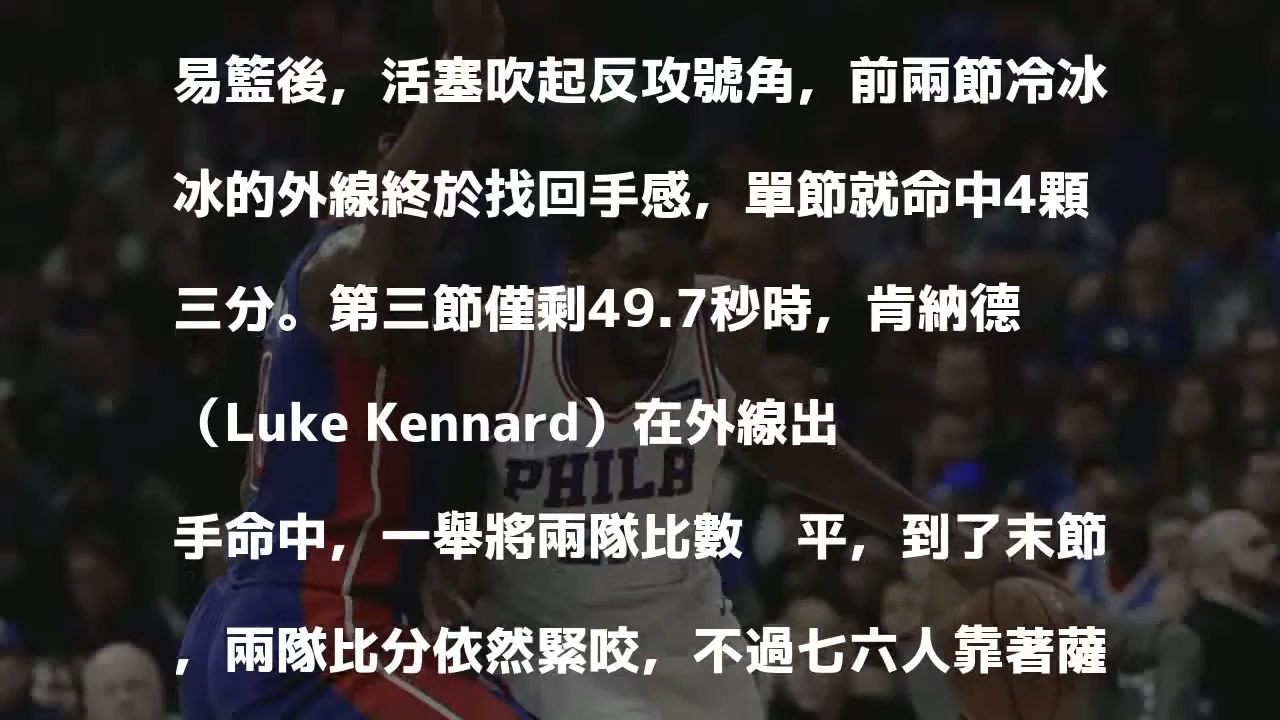 易籃後，活塞吹起反攻號角，前兩節冷冰
冰的外線終於找回手感，單節就命中4顆
三分。第三節僅剩49.7秒時，肯納德
（Luke Kennard）在外線出
手命中，一舉將兩隊比數　平，到了末節
，兩隊比分依然緊咬，不過七六人靠著薩
PHILA